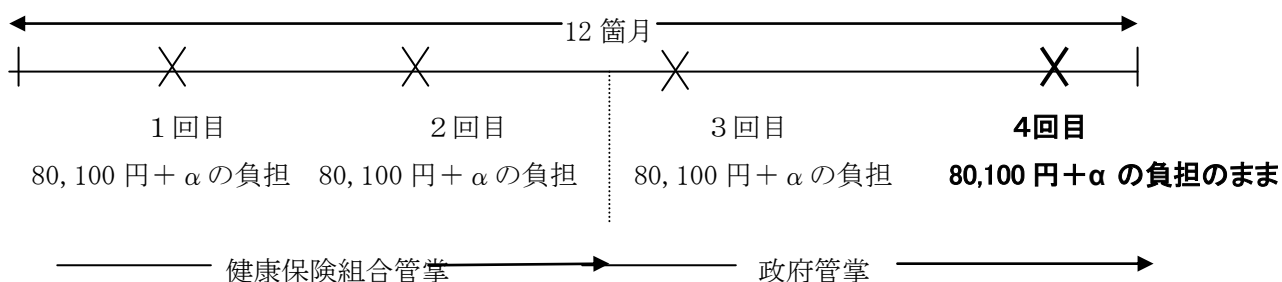 12 箇月
1回目 2回目 3回目 4回目
80,100 円+αの負担 80,100 円+αの負担 80,100 円+αの負担 80,100 円+α の負担のまま
健康保険組合管掌 政府管掌